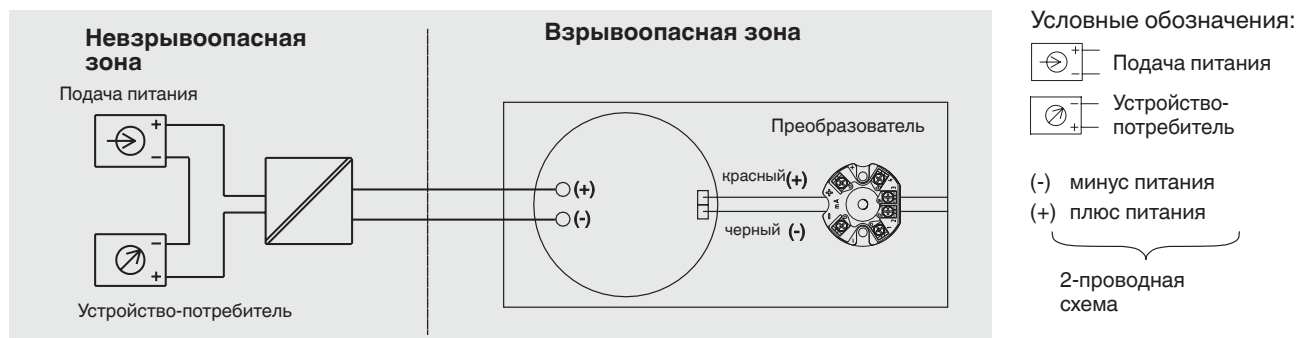 Невзрывоопасная
зона
Взрывоопасная зона
Подача питания
+
−
−
+
Устройство-потребитель
(+)
(-)
Преобразователь
красный(+)
черный (-)
mA
Условные обозначения:
+
−
Подача питания
−
+
Устройство-
потребитель
(-) минус питания
(+) плюс питания
2-проводная
схема